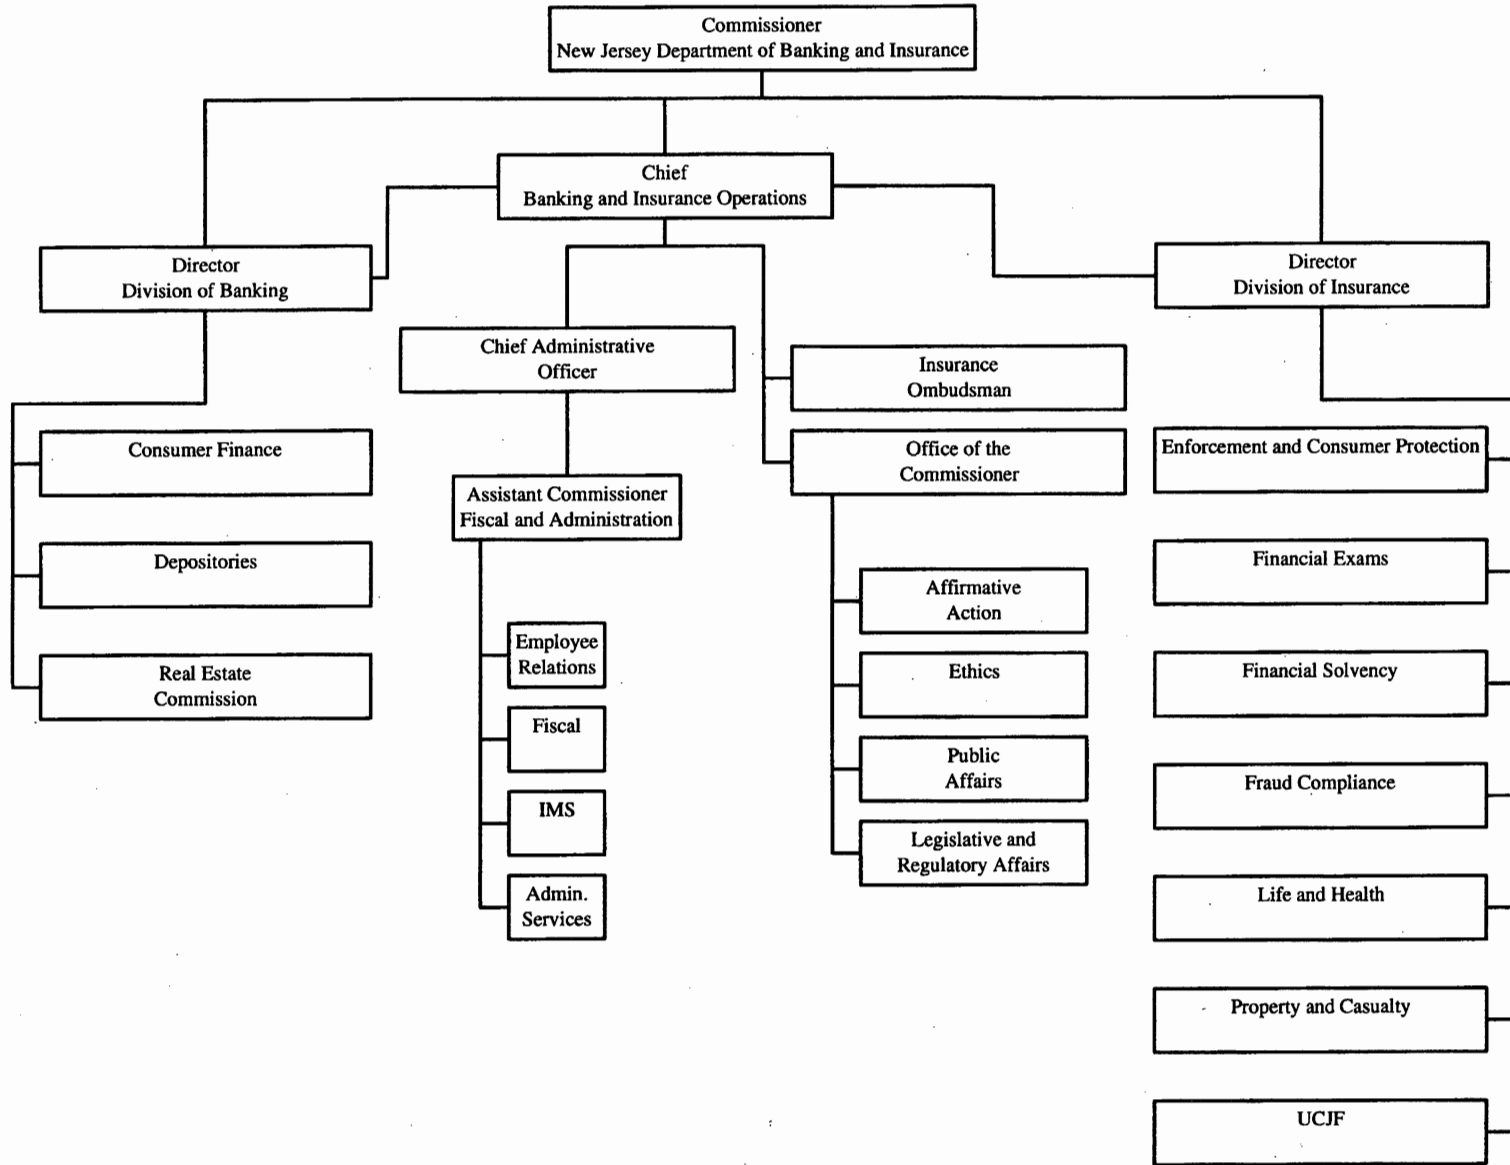 Commissioner
New Jersey Department of Banking and Insurance
Chief
Banking and Insurance Operations
Director
Division of Banking
Director
Division of Insurance
Chief Administrative
Officer
Insurance
Ombudsman
Office of the
Commissioner
Consumer Finance
Depositories
Real Estate
Commission
Assistant Commissioner
Fiscal and Administration
Employee
Relations
Fiscal
IMS
Admin.
Services
Affirmative
Action
Ethics
Public
Affairs
Legislative and
Regulatory Affairs
Enforcement and Consumer Protection
Financial Exams
Financial Solvency
Fraud Compliance
Life and Health
Property and Casualty
UCJF